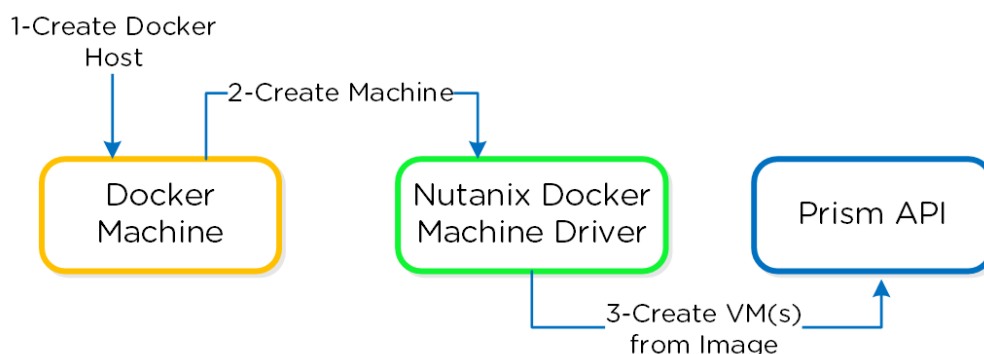 1-Create Docker
Host
2-Create Machine
Docker
Machine
Nutanix Docker
Machine Driver
Prism API
3-Create VM(s)
from Image